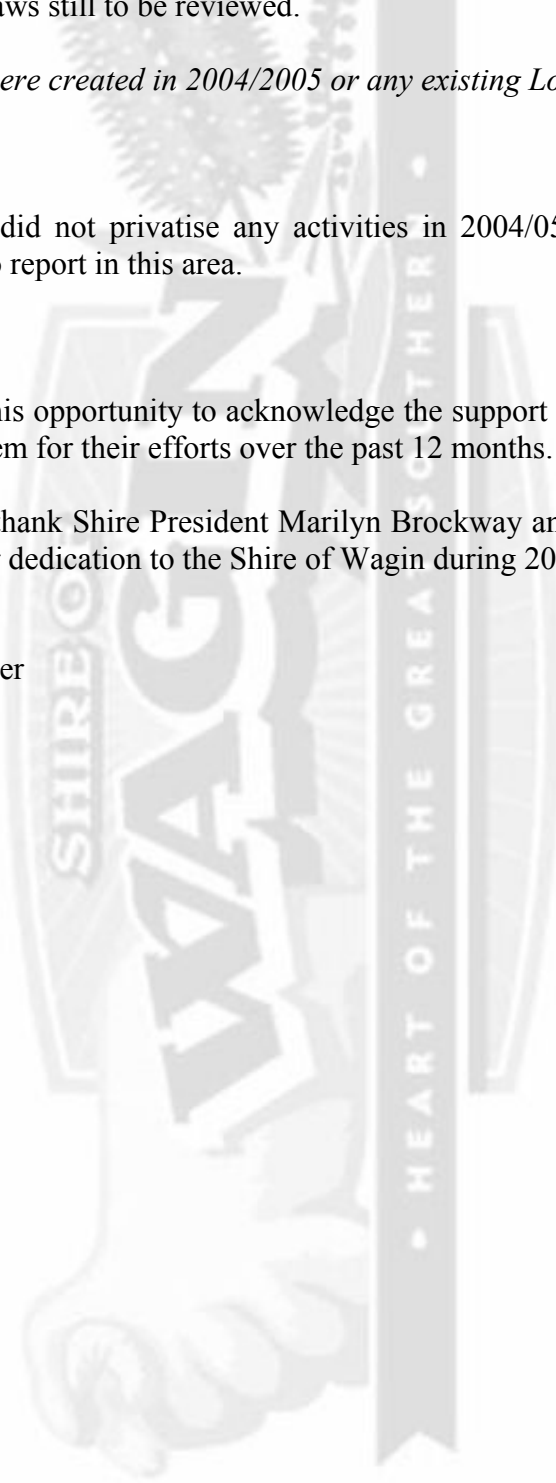 aws still to be reviewed.
ere created in 2004/2005 or any existing Lo
did not privatise any activities in 2004/05
report in this area.
his opportunity to acknowledge the support
em for their efforts over the past 12 months.
thank Shire President Marilyn Brockway an
dedication to the Shire of Wagin during 20
er
SHIRE OF
WAGIN
• HEART OF THE GREAT SOUTHERN •